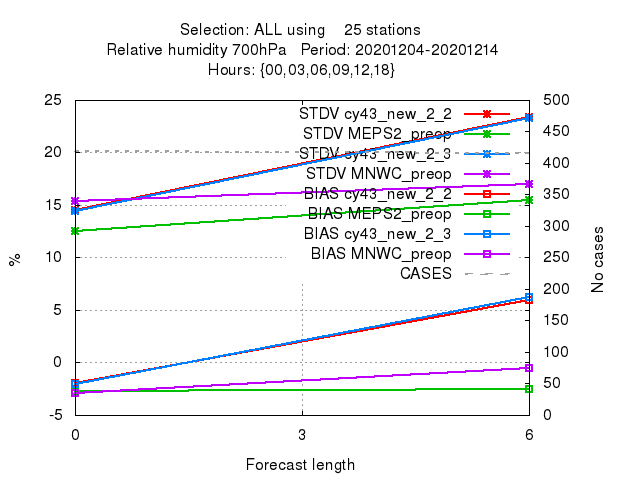 Selection: ALL using 25 stations
Relative humidity 700hPa Period: 20201204-20201214
Hours: {00,03,06,09,12,18}
STDV cy43_new_2_2
STDV MEPS2_preop
STDV cy43_new_2_3
STDV MNWC_preop
BIAS cy43_new_2_2
BIAS MEPS2_preop
BIAS cy43_new_2_3
BIAS MNWC_preop
CASES
25
20
15
10
5
0
-5
%
500
450
400
350
300
250
200
150
100
50
0
No cases
0 3 6
Forecast length